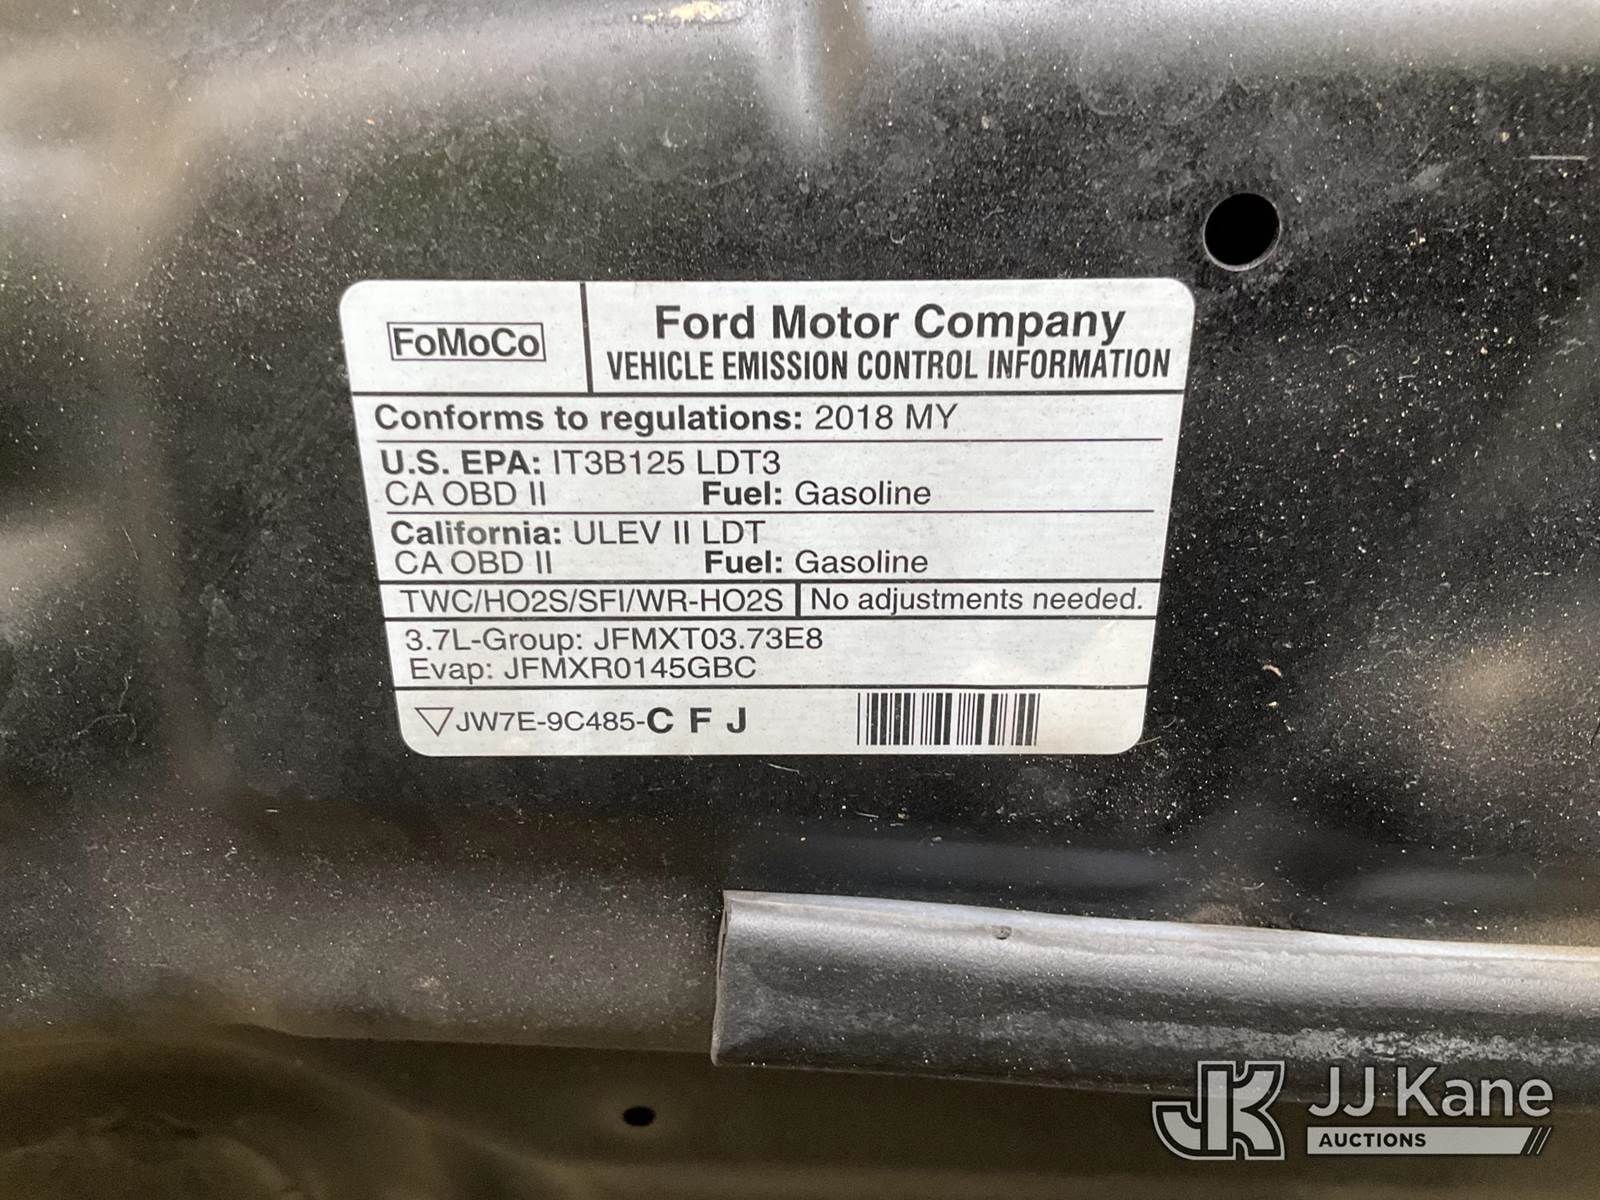 FoMoCo
Ford Motor Company
VEHICLE EMISSION CONTROL INFORMATION
Conforms to regulations: 2018 MY
U.S. EPA: IT3B125 LDT3
CA OBD II Fuel: Gasoline
California: ULEV II LDT
CA OBD II Fuel: Gasoline
TWC/HO2S/SFI/WR-HO2S No adjustments needed.
3.7L-Group: JFMXT03.73E8
Evap: JFMXR0145GBC
JW7E-9C485-C F J
JK JJ Kane
AUCTIONS